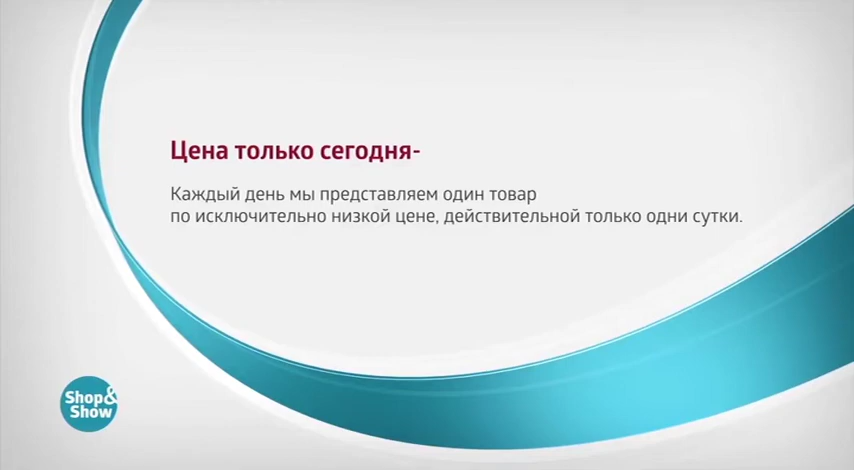 Цена только сегодня-
Каждый день мы представляем один товар
по исключительно низкой цене, действительной только одни сутки.
Shop&
Show